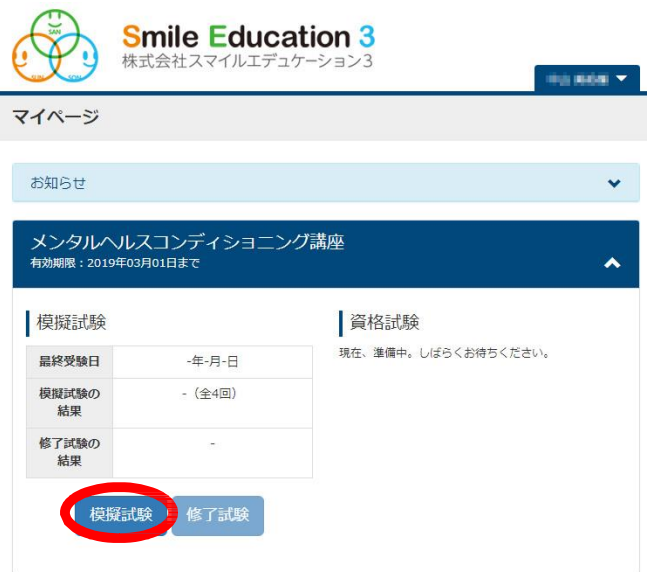 SAN
SUN
SON
Smile Education 3
株式会社スマイルエデュケーション3
マイページ
お知らせ
メンタルヘルスコンディショニング講座
有効期限：2019年03月01日まで
模擬試験
最終受験日
-年-月-日
模擬試験の
結果
-（全4回）
修了試験の
結果
-
模擬試験
修了試験
資格試験
現在、準備中。しばらくお待ちください。